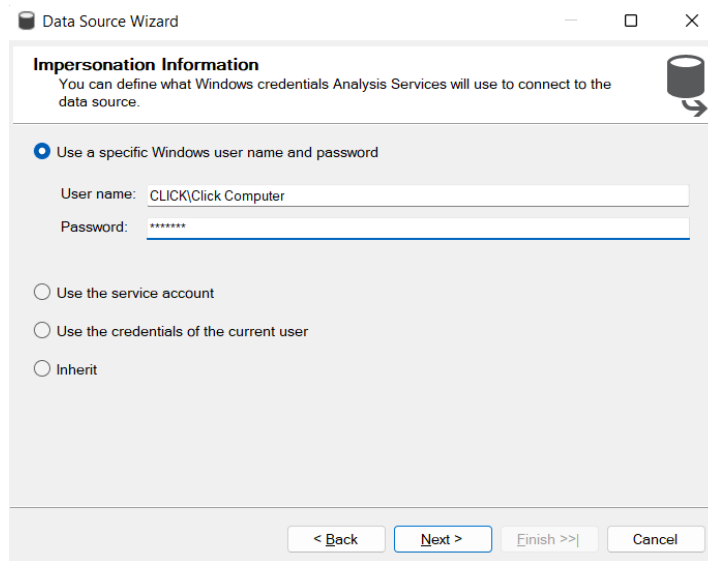 Data Source Wizard
Impersonation Information
You can define what Windows credentials Analysis Services will use to connect to the
data source.
Use a specific Windows user name and password
User name: CLICK\Click Computer
Password: *******
Use the service account
Use the credentials of the current user
Inherit
< Back Next > Finish >>| Cancel